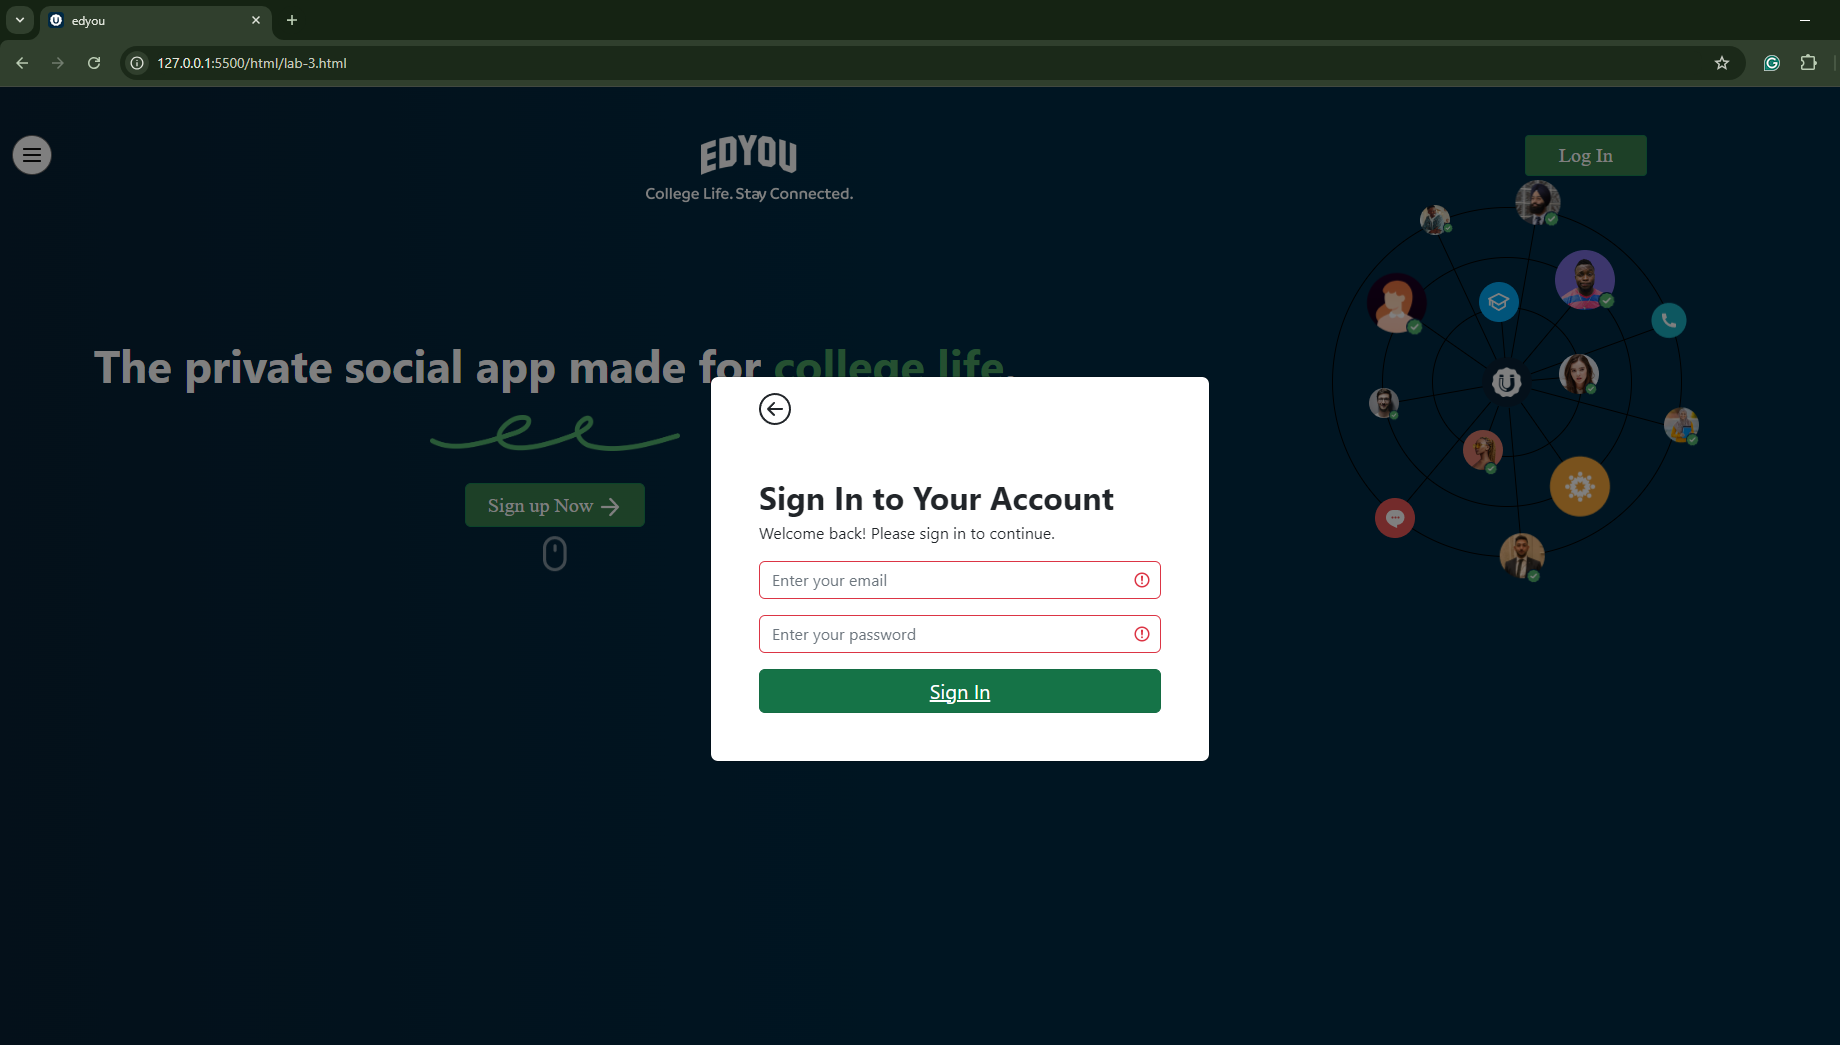 edyou
127.0.0.1:5500/html/lab-3.html
EDYOU
College Life. Stay Connected.
Log In
The private social app made for college life.
Sign up Now
Sign In to Your Account
Welcome back! Please sign in to continue.
Enter your email
Enter your password
Sign In